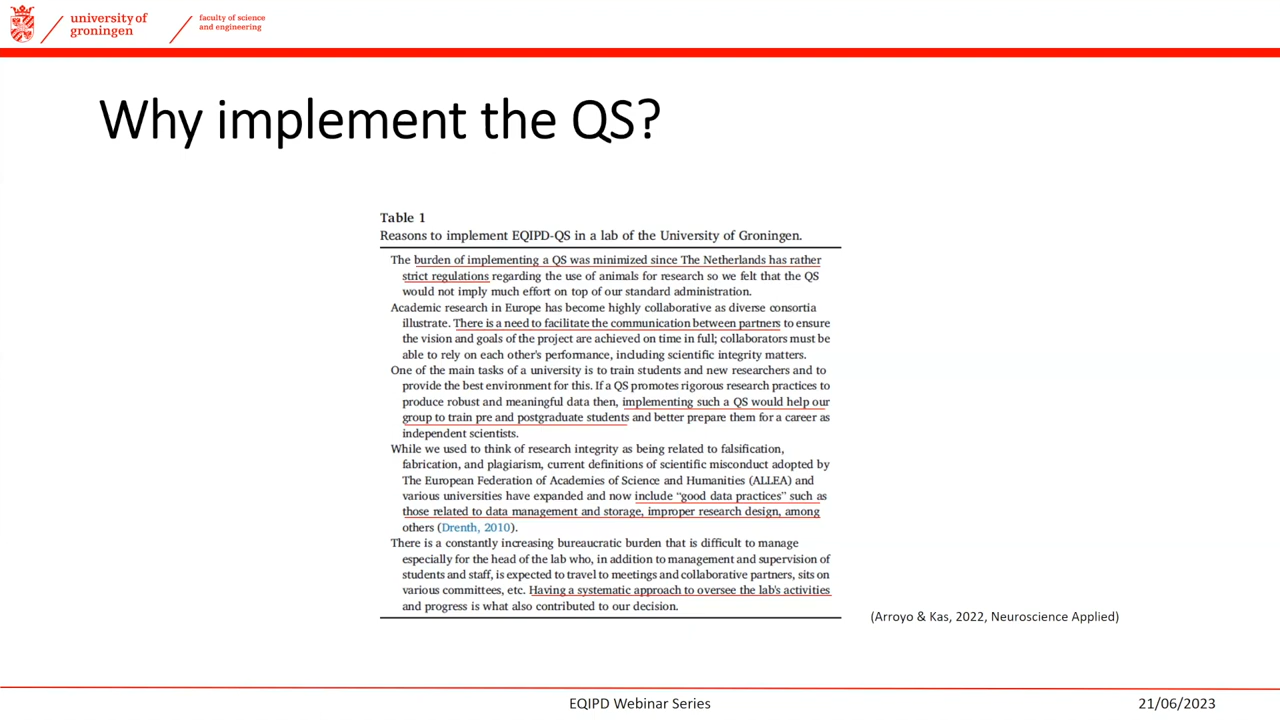 university of
groningen
faculty of science
and engineering
Why implement the QS?
Table 1
Reasons to implement EQIPD-QS in a lab of the University of Groningen.
The burden of implementing a QS was minimized since The Netherlands has rather
strict regulations regarding the use of animals for research so we felt that the QS
would not imply much effort on top of our standard administration.
Academic research in Europe has become highly collaborative as diverse consortia
illustrate. There is a need to facilitate the communication between partners to ensure
the vision and goals of the project are achieved on time in full; collaborators must be
able to rely on each other's performance, including scientific integrity matters.
One of the main tasks of a university is to train students and new researchers and to
provide the best environment for this. If a QS promotes rigorous research practices to
produce robust and meaningful data then, implementing such a QS would help our
group to train pre and postgraduate students and better prepare them for a career as
independent scientists.
While we used to think of research integrity as being related to falsification,
fabrication, and plagiarism, current definitions of scientific misconduct adopted by
The European Federation of Academies of Science and Humanities (ALLEA) and
various universities have expanded and now include “good data practices” such as
those related to data management and storage, improper research design, among
others (Drenth, 2010).
There is a constantly increasing bureaucratic burden that is difficult to manage
especially for the head of the lab who, in addition to management and supervision of
students and staff, is expected to travel to meetings and collaborative partners, sits on
various committees, etc. Having a systematic approach to oversee the lab's activities
and progress is what also contributed to our decision.
(Arroyo & Kas, 2022, Neuroscience Applied)
EQIPD Webinar Series
21/06/2023